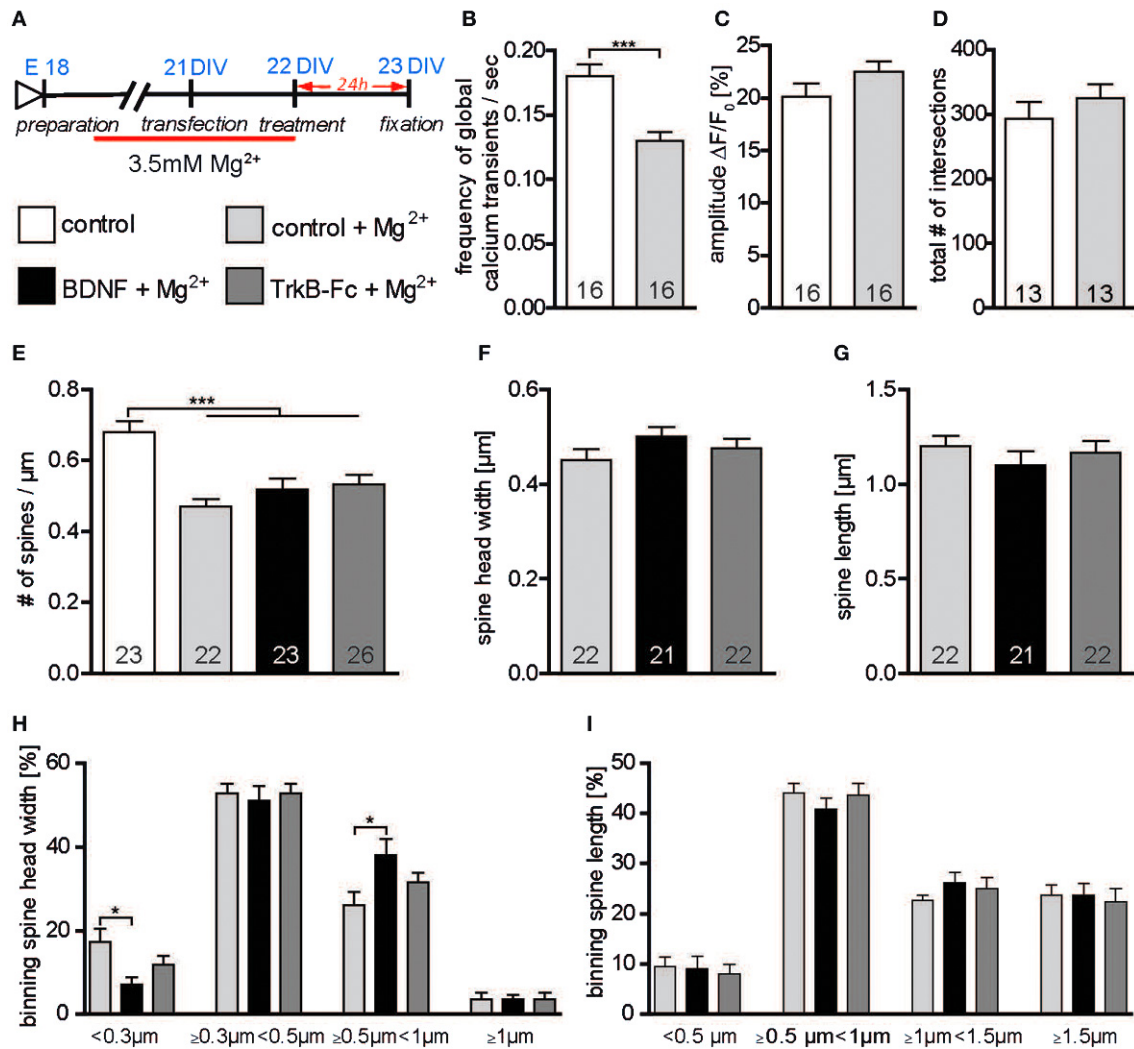 A
E 18
21 DIV
22 DIV
23 DIV
24h
preparation
transfection
treatment
fixation
3.5mM Mg²⁺
control
control + Mg²⁺
BDNF + Mg²⁺
TrkB-Fc + Mg²⁺
B
frequency of global
calcium transients / sec
0.20
0.15
0.10
0.05
0.00
***
16
16
C
amplitude ΔF/F₀ [%]
25
20
15
10
5
0
16
16
D
total # of intersections
400
300
200
100
0
13
13
E
# of spines / µm
0.8
0.6
0.4
0.2
0.0
***
23
22
23
26
F
spine head width [µm]
0.6
0.4
0.2
0.0
22
21
22
G
spine length [µm]
1.5
1.0
0.5
0.0
22
21
22
H
binning spine head width [%]
60
40
20
0
*
*
<0.3µm
≥0.3µm<0.5µm
≥0.5µm<1µm
≥1µm
I
binning spine length [%]
50
40
30
20
10
0
<0.5 µm
≥0.5 µm<1µm
≥1µm<1.5µm
≥1.5µm